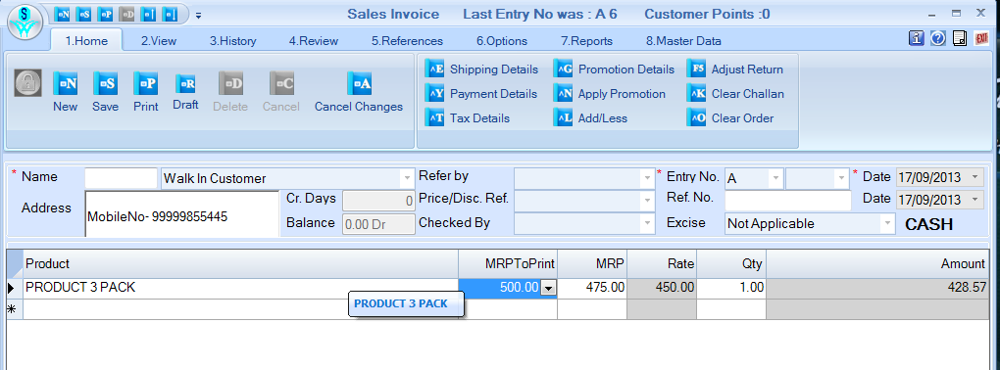 S
N S P D
Sales Invoice Last Entry No was : A 6 Customer Points :0
1.Home 2.View 3.History 4.Review 5.References 6.Options 7.Reports 8.Master Data
i ? EXIT
N S P R D C A
New Save Print Draft Delete Cancel Cancel Changes
^E Shipping Details ^G Promotion Details F5 Adjust Return
^Y Payment Details ^N Apply Promotion ^K Clear Challan
^T Tax Details ^L Add/Less ^O Clear Order
* Name Walk In Customer Refer by * Entry No. A * Date 17/09/2013
Address MobileNo- 99999855445 Cr. Days 0 Price/Disc. Ref. Ref. No. Date 17/09/2013
Balance 0.00 Dr Checked By Excise Not Applicable CASH
Product MRPToPrint MRP Rate Qty Amount
PRODUCT 3 PACK 500.00 475.00 450.00 1.00 428.57
PRODUCT 3 PACK
*